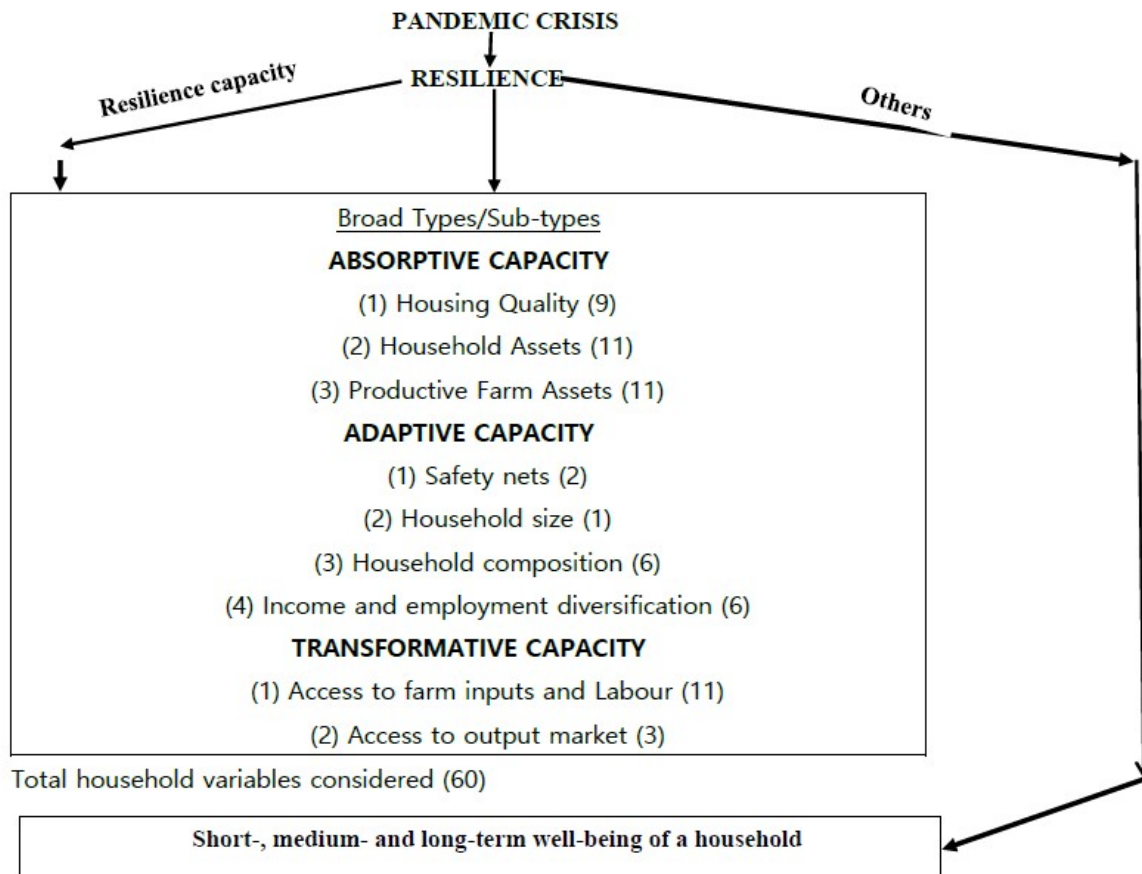 PANDEMIC CRISIS
RESILIENCE
Resilience capacity
Others
Broad Types/Sub-types
ABSORPTIVE CAPACITY
(1) Housing Quality (9)
(2) Household Assets (11)
(3) Productive Farm Assets (11)
ADAPTIVE CAPACITY
(1) Safety nets (2)
(2) Household size (1)
(3) Household composition (6)
(4) Income and employment diversification (6)
TRANSFORMATIVE CAPACITY
(1) Access to farm inputs and Labour (11)
(2) Access to output market (3)
Total household variables considered (60)
Short-, medium- and long-term well-being of a household